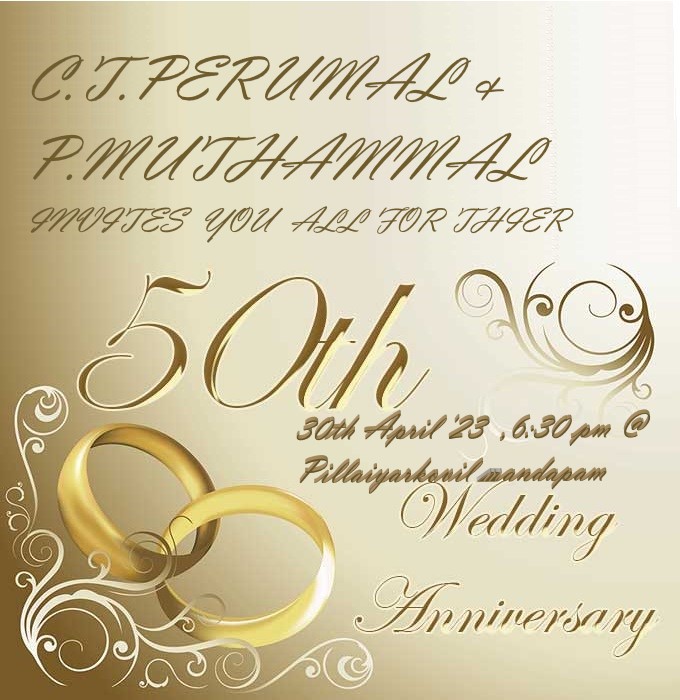 C.T.PERUMAL &
P.MUTHAMMAL
INVITES YOU ALL FOR THIER
50th
30th April '23 , 6:30 pm @
Pillaiyarkovil mandapam
Wedding
Anniversary